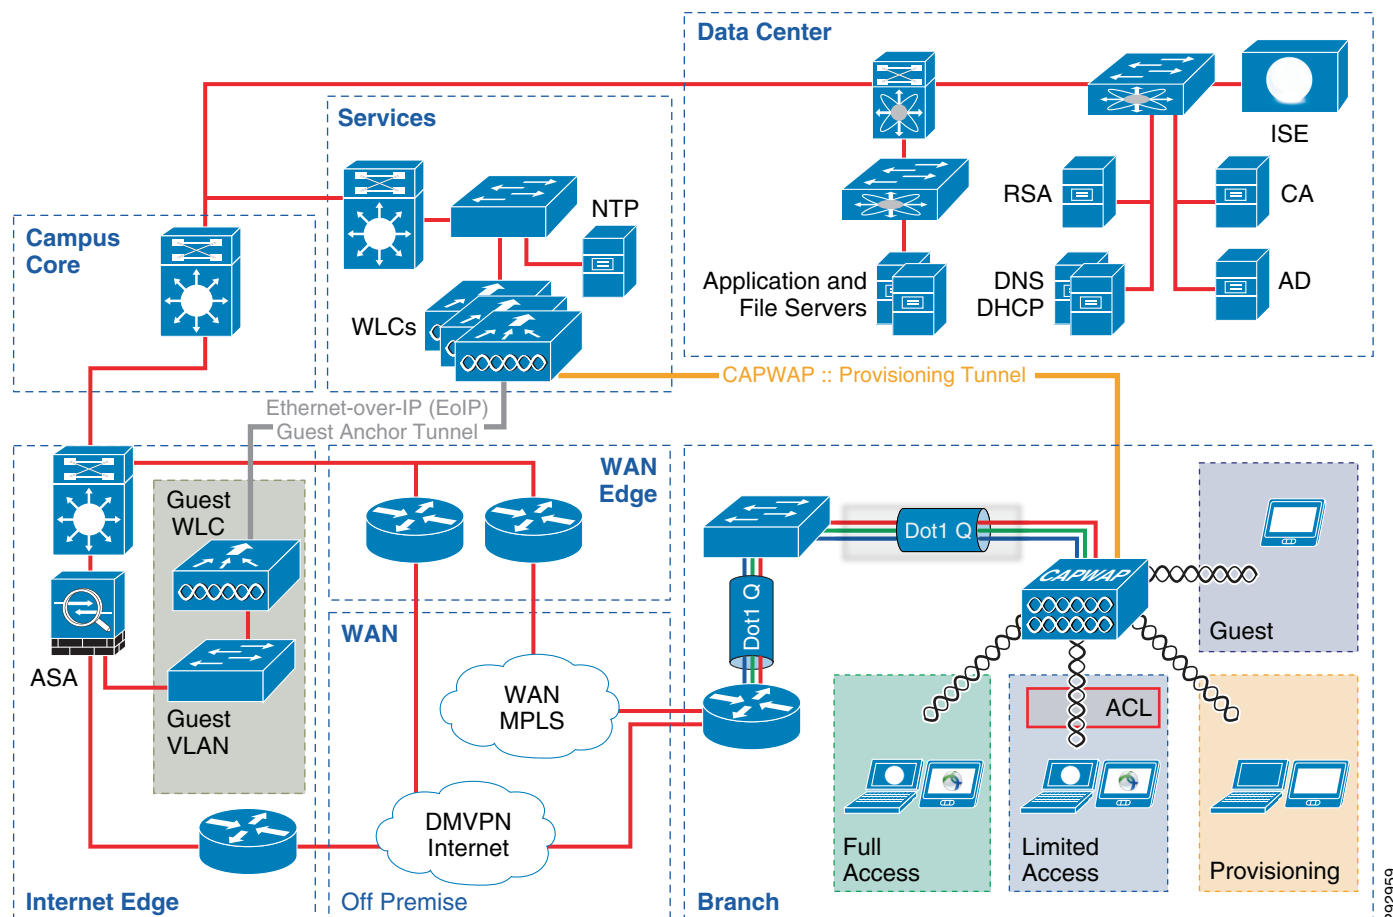 Data Center
Services
ISE
RSA
CA
NTP
Campus
Core
Application and
File Servers
DNS
DHCP
AD
WLCs
CAPWAP :: Provisioning Tunnel
Ethernet-over-IP (EoIP)
Guest Anchor Tunnel
WAN
Edge
Guest
WLC
Dot1 Q
CAPWAP
Dot1 Q
Guest
WAN
ASA
WAN
MPLS
ACL
Guest
VLAN
DMVPN
Internet
Full
Access
Limited
Access
Provisioning
Internet Edge
Off Premise
Branch
292959